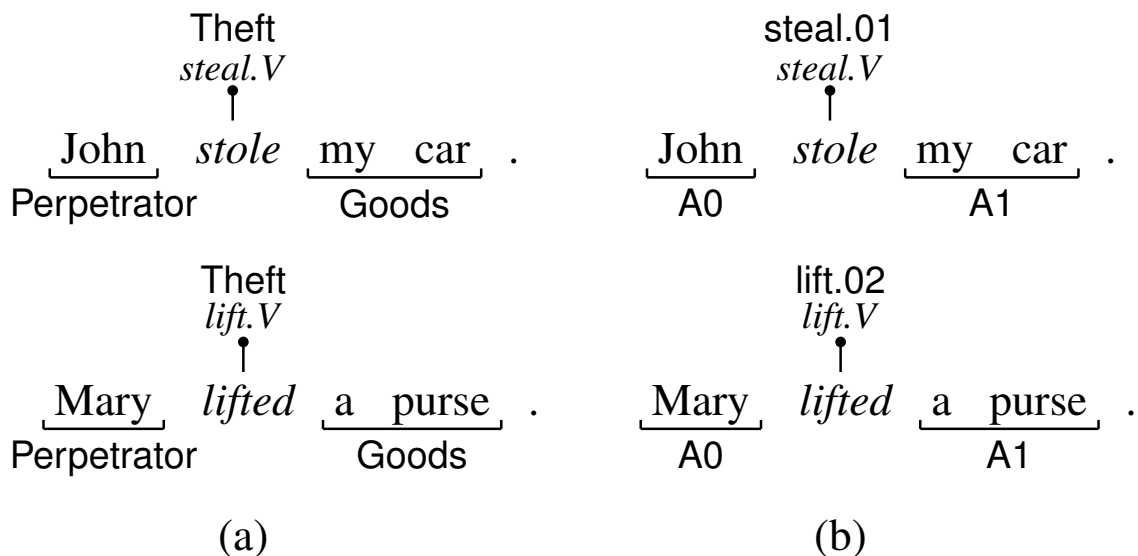 Theft
steal.V
John stole my car .
Perpetrator Goods
steal.01
steal.V
John stole my car .
A0 A1
Theft
lift.V
Mary lifted a purse .
Perpetrator Goods
lift.02
lift.V
Mary lifted a purse .
A0 A1
(a)
(b)